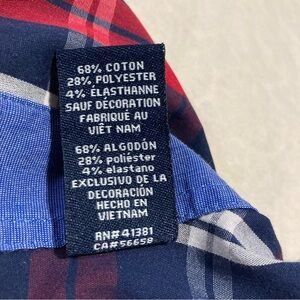 68% COTON
28% POLYESTER
4% ÉLASTHANNE
SAUF DÉCORATION
FABRIQUÉ AU
VIÊT NAM
68% ALGODÓN
28% poliéster
4% elastano
EXCLUSIVO DE LA
DECORACIÓN
HECHO EN
VIETNAM
RN#41381
CA#56658